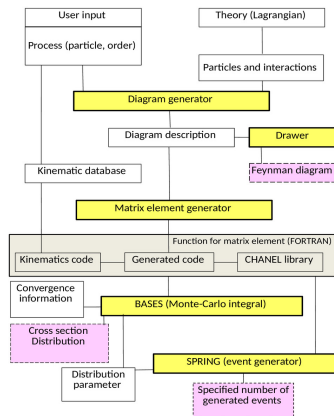 User input
Theory (Lagrangian)
Process (particle, order)
Particles and interactions
Diagram generator
Diagram description
Drawer
Feynman diagram
Kinematic database
Matrix element generator
Function for matrix element (FORTRAN)
Kinematics code
Generated code
CHANEL library
Convergence
information
BASES (Monte-Carlo integral)
Cross section
Distribution
SPRING (event generator)
Distribution
parameter
Specified number of
generated events